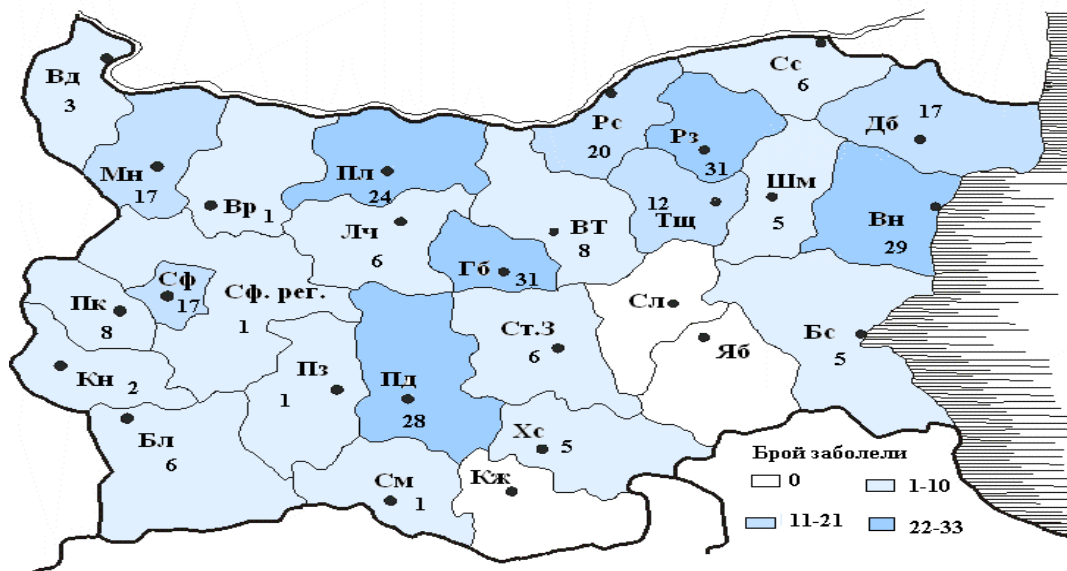 Вд
3
Мн
17
Вр 1
Пл
24
Лч
6
Гб
31
ВТ
8
Рс
20
Рз
31
Сс
6
17
Дб
12
Тщ
Шм
5
Вн
29
Сф
17
Сф. рег.
1
Пк
8
Кн 2
Бл
6
Пз
1
Пд
28
Ст.З
6
Сл
Яб
Бс
5
Хс 5
См
1
Кж
Брой заболели
0
1-10
11-21
22-33